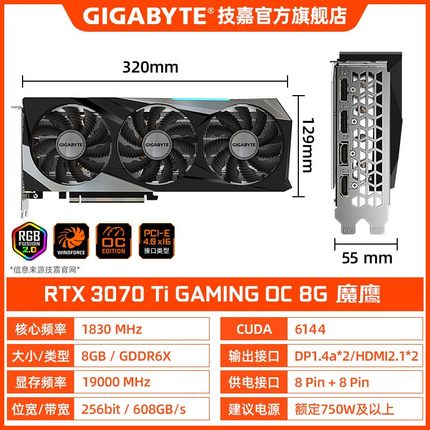 GIGABYTE 技嘉官方旗舰店
320mm
129mm
GIGABYTE
GIGABYTE
GIGABYTE
RGB FUSION 2.0
WINDFORCE
OC EDITION
PCI-E 4.0 x16 接口类型
*信息来源技嘉官网*
55 mm
RTX 3070 Ti GAMING OC 8G 魔鹰
核心频率 1830 MHz CUDA 6144
大小/类型 8GB / GDDR6X 输出接口 DP1.4a*2/HDMI2.1*2
显存频率 19000 MHz 供电接口 8 Pin + 8 Pin
位宽/带宽 256bit / 608GB/s 建议电源 额定750W及以上